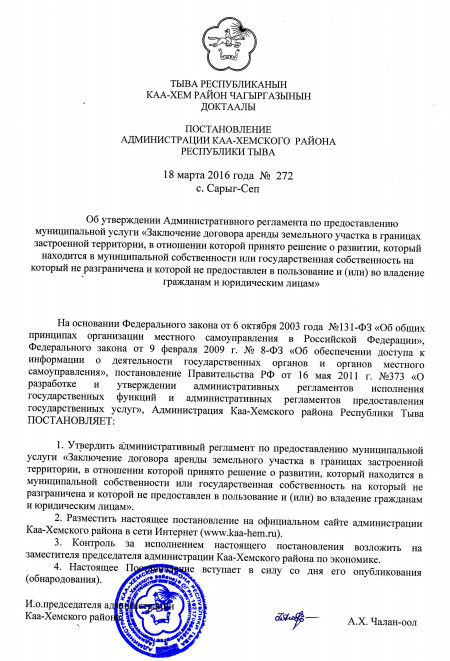 ТЫВА РЕСПУБЛИКАНЫН
КАА-ХЕМ РАЙОН ЧАГЫРГАЗЫНЫН
ДОКТААЛЫ
ПОСТАНОВЛЕНИЕ
АДМИНИСТРАЦИИ КАА-ХЕМСКОГО РАЙОНА
РЕСПУБЛИКИ ТЫВА
18 марта 2016 года № 272
с. Сарыг-Сеп
Об утверждении Административного регламента по предоставлению
муниципальной услуги «Заключение договора аренды земельного участка в границах
застроенной территории, в отношении которой принято решение о развитии, который
находится в муниципальной собственности или государственная собственность на
который не разграничена и которой не предоставлен в пользование и (или) во владение
гражданам и юридическим лицам»
На основании Федерального закона от 6 октября 2003 года №131-ФЗ «Об общих
принципах организации местного самоуправления в Российской Федерации»,
Федерального закона от 9 февраля 2009 г. № 8-ФЗ «Об обеспечении доступа к
информации о деятельности государственных органов и органов местного
самоуправления», постановление Правительства РФ от 16 мая 2011 г. №373 «О
разработке и утверждении административных регламентов исполнения
государственных функций и административных регламентов предоставления
государственных услуг», Администрация Каа-Хемского района Республики Тыва
ПОСТАНОВЛЯЕТ:
1. Утвердить административный регламент по предоставлению муниципальной
услуги «Заключение договора аренды земельного участка в границах застроенной
территории, в отношении которой принято решение о развитии, который находится в
муниципальной собственности или государственная собственность на который не
разграничена и которой не предоставлен в пользование и (или) во владение гражданам
и юридическим лицам».
2. Разместить настоящее постановление на официальном сайте администрации
Каа-Хемского района в сети Интернет (www.kaa-hem.ru).
3. Контроль за исполнением настоящего постановления возложить на
заместителя председателя администрации Каа-Хемского района по экономике.
4. Настоящее Постановление вступает в силу со дня его опубликования
(обнародования).
И.о.председателя администрации
Каа-Хемского района
А.Х. Чалан-оол